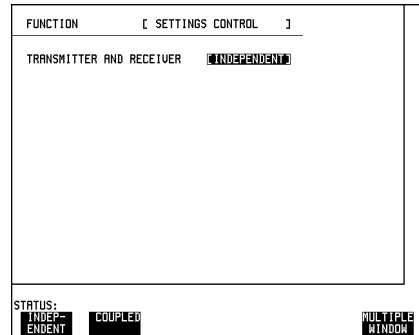 FUNCTION [ SETTINGS CONTROL ]
TRANSMITTER AND RECEIVER [INDEPENDENT]
STATUS:
INDEP-
ENDENT
COUPLED
MULTIPLE
WINDOW